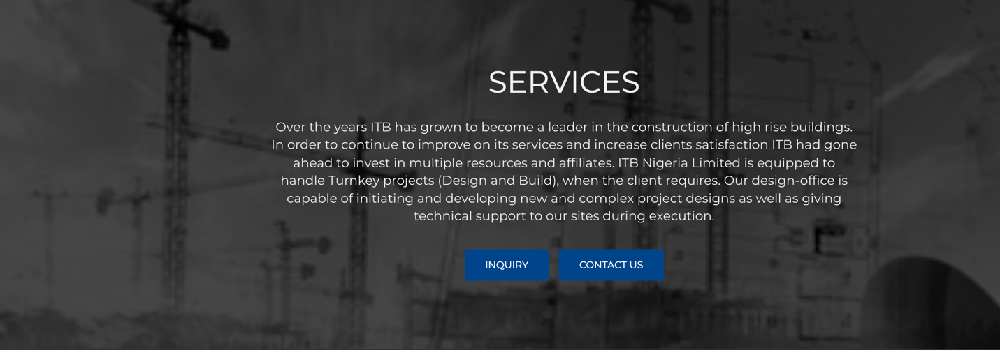 SERVICES
Over the years ITB has grown to become a leader in the construction of high rise buildings.
In order to continue to improve on its services and increase clients satisfaction ITB had gone
ahead to invest in multiple resources and affiliates. ITB Nigeria Limited is equipped to
handle Turnkey projects (Design and Build), when the client requires. Our design-office is
capable of initiating and developing new and complex project designs as well as giving
technical support to our sites during execution.
INQUIRY
CONTACT US